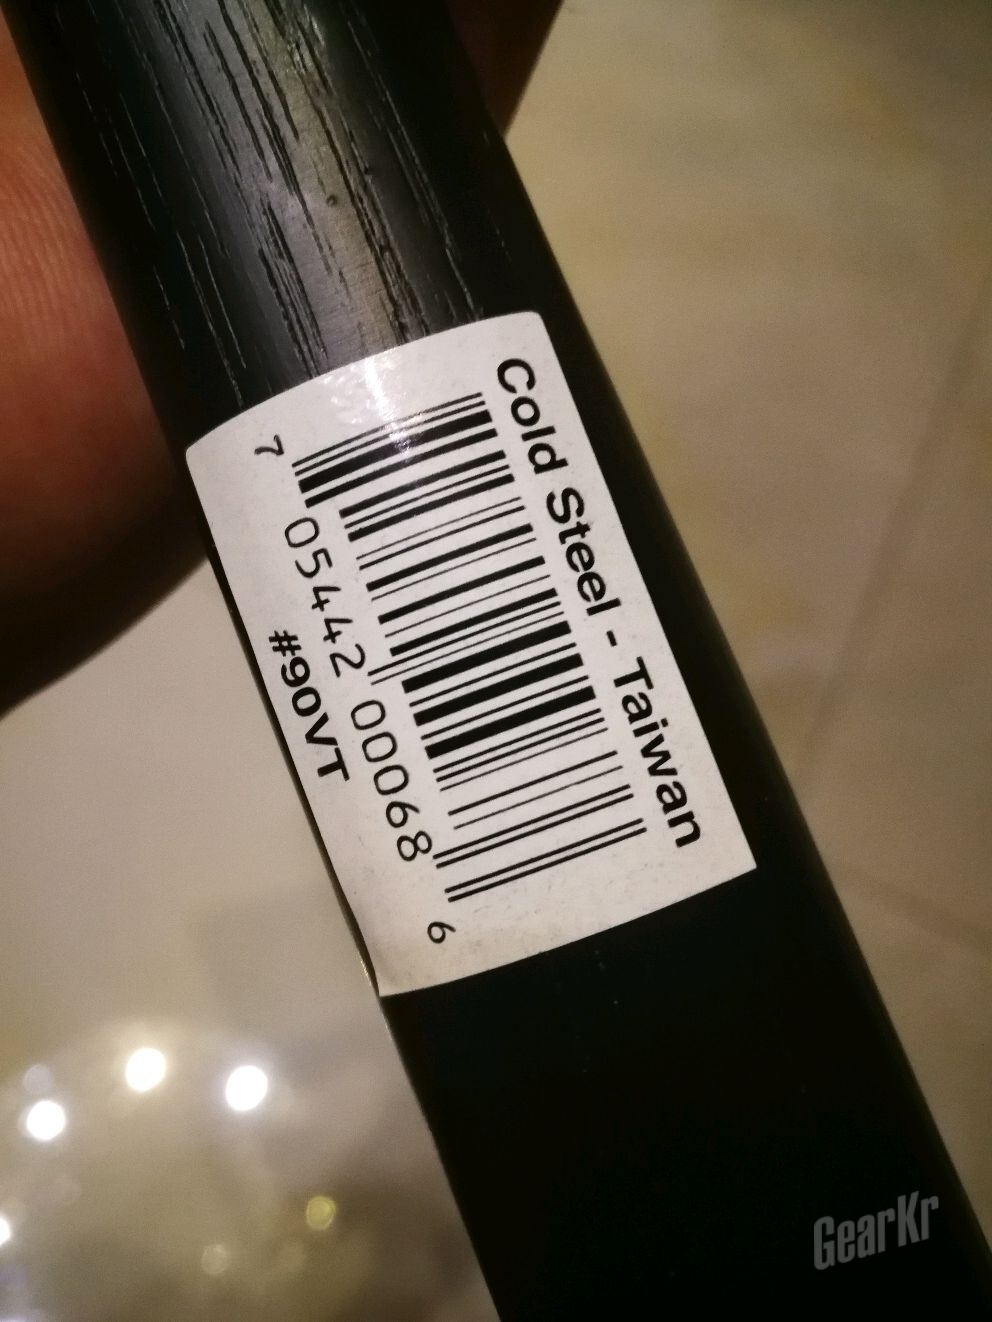 Cold Steel - Taiwan
7 05442 00068 6
#90VT
GearKr